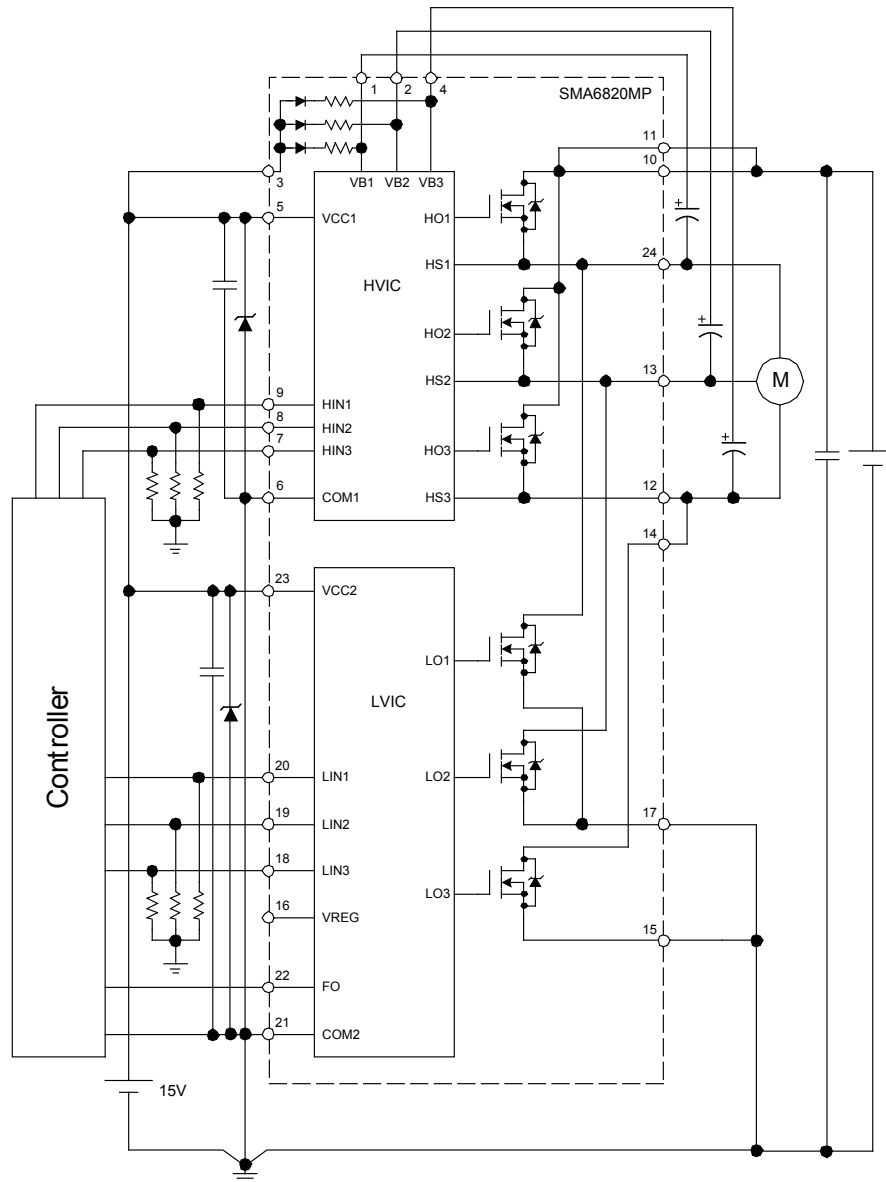 1 2 4 SMA6820MP
11
10
3 VB1 VB2 VB3
5 VCC1 HO1
HS1 24
HVIC
HO2
HS2 13
M
9 HIN1
8 HIN2
7 HIN3 HO3
6 COM1 HS3 12
14
23 VCC2
LO1
LVIC
Controller
20 LIN1 LO2
19 LIN2 17
18 LIN3
LO3
16 VREG
15
22 FO
21 COM2
15V
+
+
+